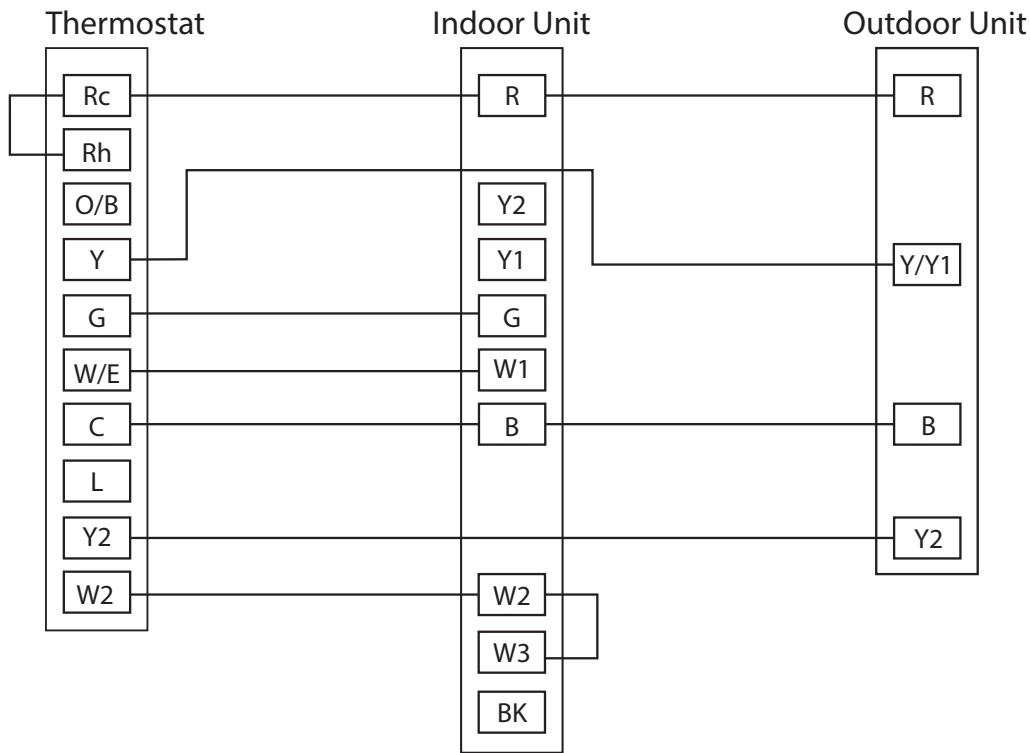 Thermostat Indoor Unit Outdoor Unit
Rc R R
Rh
O/B Y2
Y Y1 Y/Y1
G G
W/E W1
C B B
L
Y2 Y2
W2 W2
W3
BK